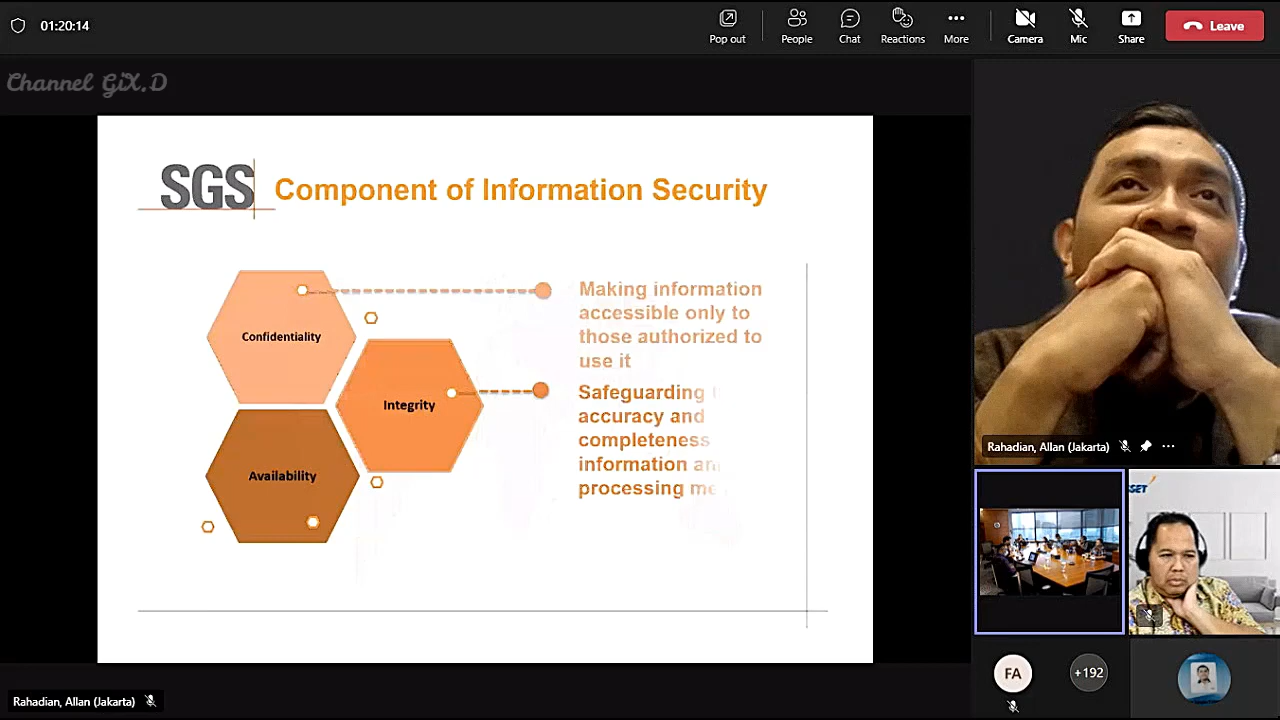 01:20:14
Pop out
People
Chat
Reactions
More
Camera
Mic
Share
Leave
Channel GiX.D
SGS
Component of Information Security
Confidentiality
Integrity
Availability
Making information
accessible only to
those authorized to
use it
Safeguarding
accuracy and
completeness
information
processing
Rahadian, Allan (Jakarta)
SET
FA
+192
Rahadian, Allan (Jakarta)